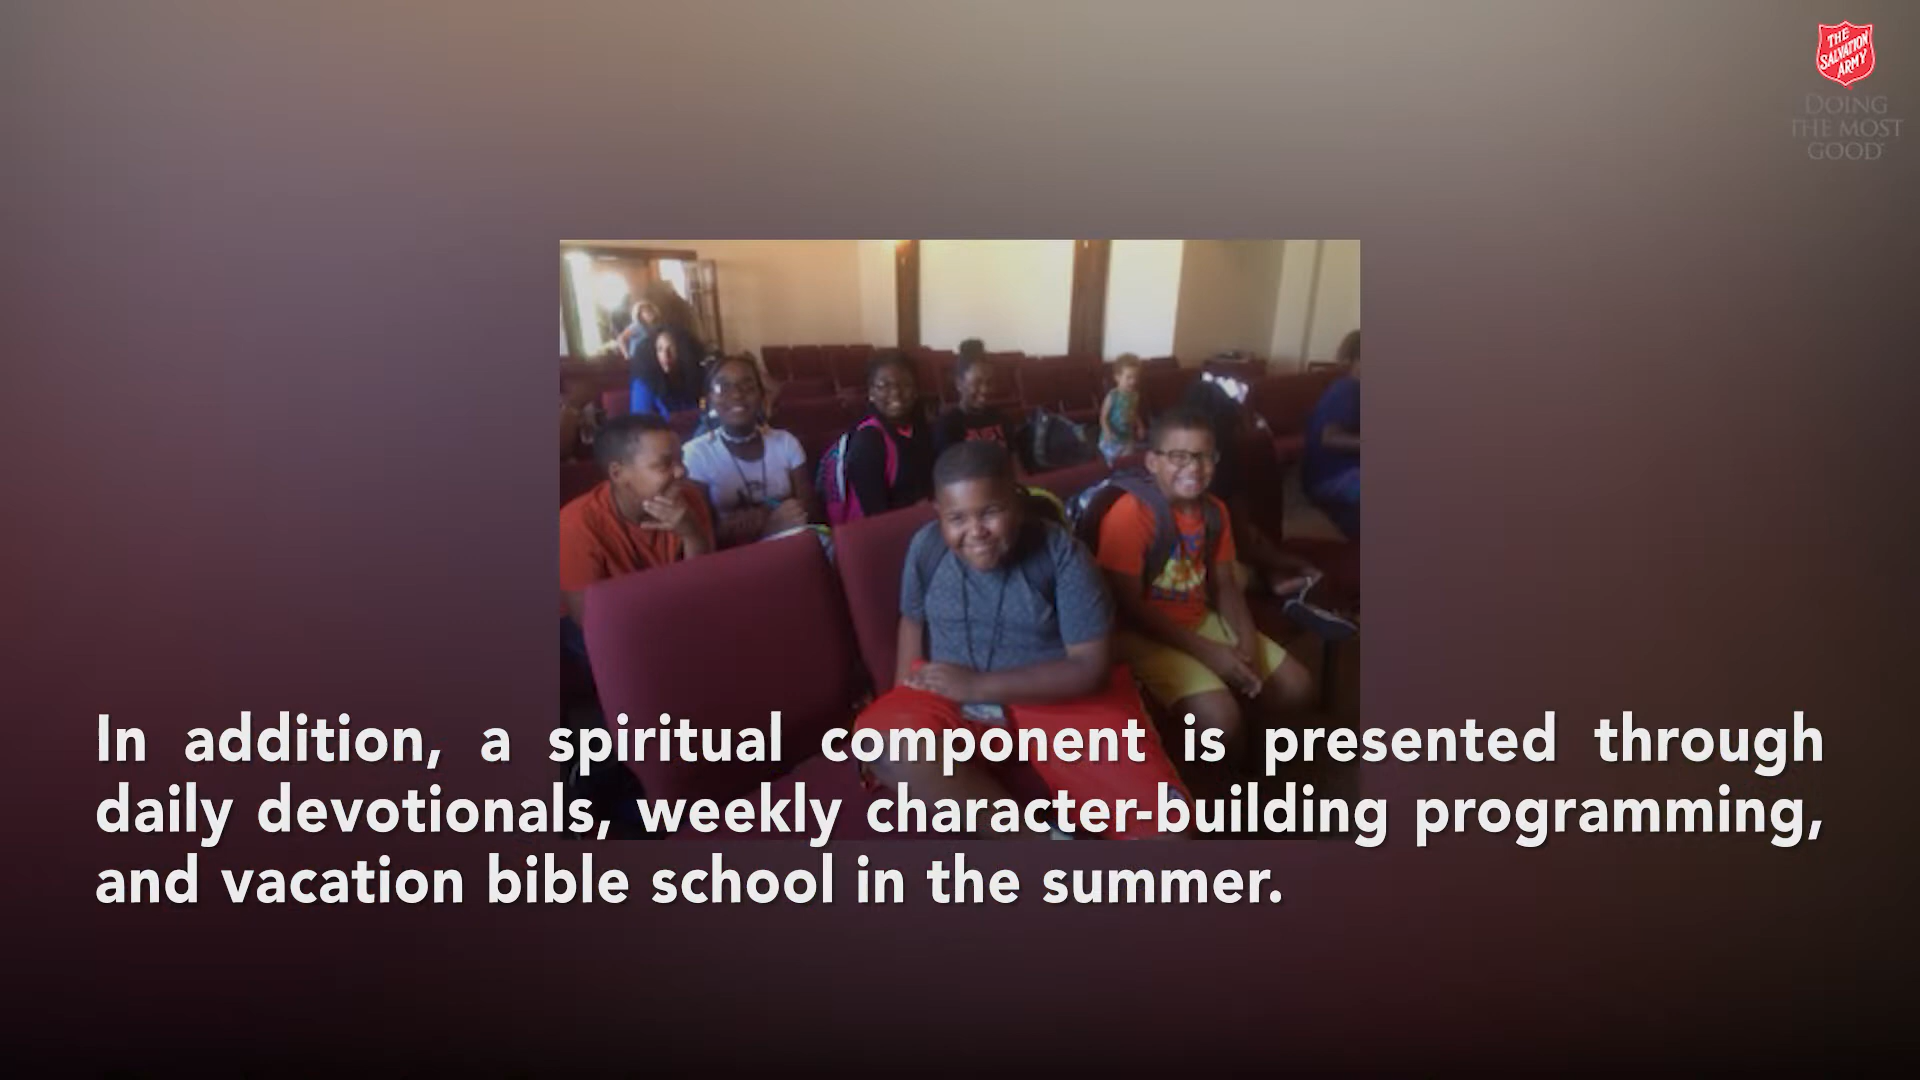 THE
SALVATION
ARMY
DOING
THE MOST
GOOD
In addition, a spiritual component is presented through
daily devotionals, weekly character-building programming,
and vacation bible school in the summer.